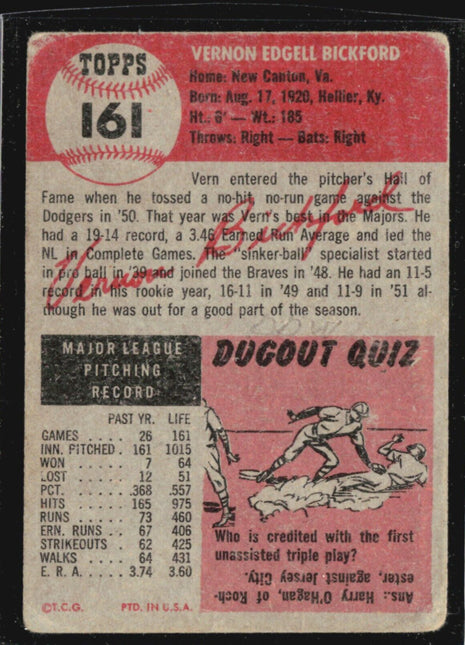 TOPPS
161
VERNON EDGELL BICKFORD
Home: New Canton, Va.
Born: Aug. 17, 1920, Hellier, Ky.
Ht.: 6' — Wt.: 185
Throws: Right — Bats: Right
Vern entered the pitcher's Hall of
Fame when he tossed a no-hit no-run game against the
Dodgers in '50. That year was Vern's best in the Majors. He
had a 19-14 record, a 3.46 Earned Run Average and led the
NL in Complete Games. The "sinker-ball" specialist started
in pro ball in '39 and joined the Braves in '48. He had an 11-5
record in his rookie year, 16-11 in '49 and 11-9 in '51 al-
though he was out for a good part of the season.
Vernon Bickford
MAJOR LEAGUE
PITCHING
RECORD
PAST YR. LIFE
GAMES . . . . . 26 161
INN. PITCHED . 161 1015
WON . . . . . 7 64
LOST . . . . . 12 51
PCT. . . . . . .368 .557
HITS . . . . . 165 975
RUNS . . . . . 73 460
ERN. RUNS . . 67 406
STRIKEOUTS . . 62 425
WALKS . . . . 64 431
E. R. A. . . . . 3.74 3.60
©T.C.G. PTD. IN U.S.A.
DUGOUT QUIZ
Who is credited with the first
unassisted triple play?
Ans.: Harry O'Hagan, of Roch-
ester, against Jersey City.